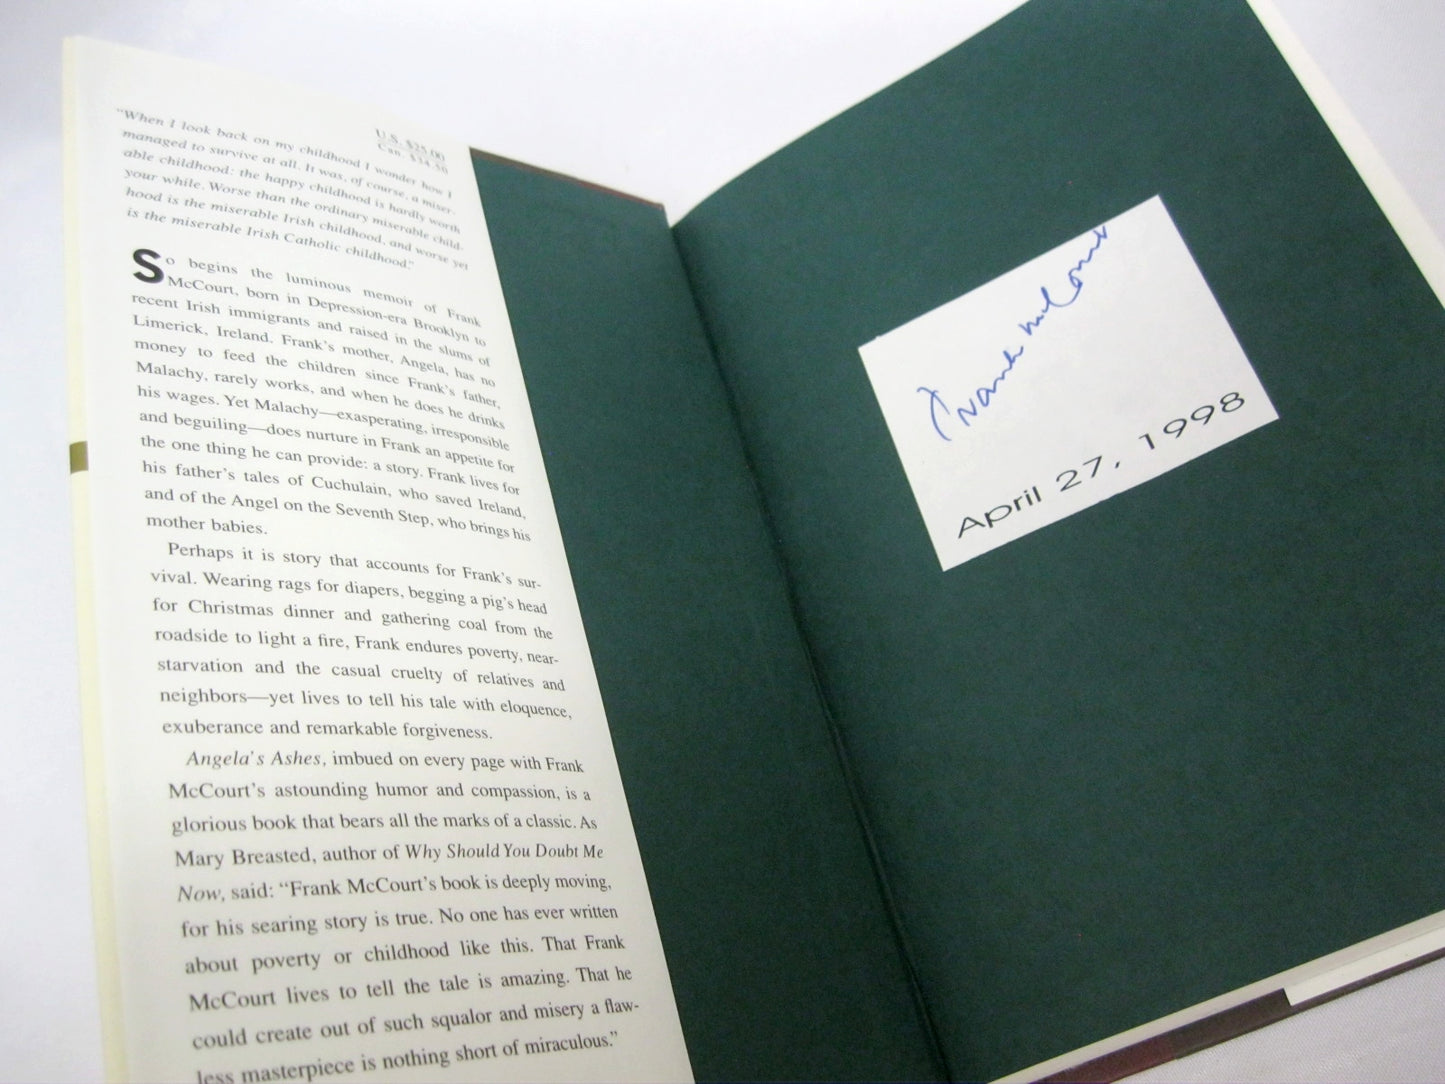 U.S. $25.00
Can. $34.50
"When I look back on my childhood I wonder how I
managed to survive at all. It was, of course, a miser-
able childhood: the happy childhood is hardly worth
your while. Worse than the ordinary miserable child-
hood is the miserable Irish childhood, and worse yet
is the miserable Irish Catholic childhood."
So begins the luminous memoir of Frank
McCourt, born in Depression-era Brooklyn to
recent Irish immigrants and raised in the slums of
Limerick, Ireland. Frank's mother, Angela, has no
money to feed the children since Frank's father,
Malachy, rarely works, and when he does he drinks
his wages. Yet Malachy—exasperating, irresponsible
and beguiling—does nurture in Frank an appetite for
the one thing he can provide: a story. Frank lives for
his father's tales of Cuchulain, who saved Ireland,
and of the Angel on the Seventh Step, who brings his
mother babies.
Perhaps it is story that accounts for Frank's sur-
vival. Wearing rags for diapers, begging a pig's head
for Christmas dinner and gathering coal from the
roadside to light a fire, Frank endures poverty, near-
starvation and the casual cruelty of relatives and
neighbors—yet lives to tell his tale with eloquence,
exuberance and remarkable forgiveness.
Angela's Ashes, imbued on every page with Frank
McCourt's astounding humor and compassion, is a
glorious book that bears all the marks of a classic. As
Mary Breasted, author of Why Should You Doubt Me
Now, said: "Frank McCourt's book is deeply moving,
for his searing story is true. No one has ever written
about poverty or childhood like this. That Frank
McCourt lives to tell the tale is amazing. That he
could create out of such squalor and misery a flaw-
less masterpiece is nothing short of miraculous."
Frank McCourt
April 27, 1998